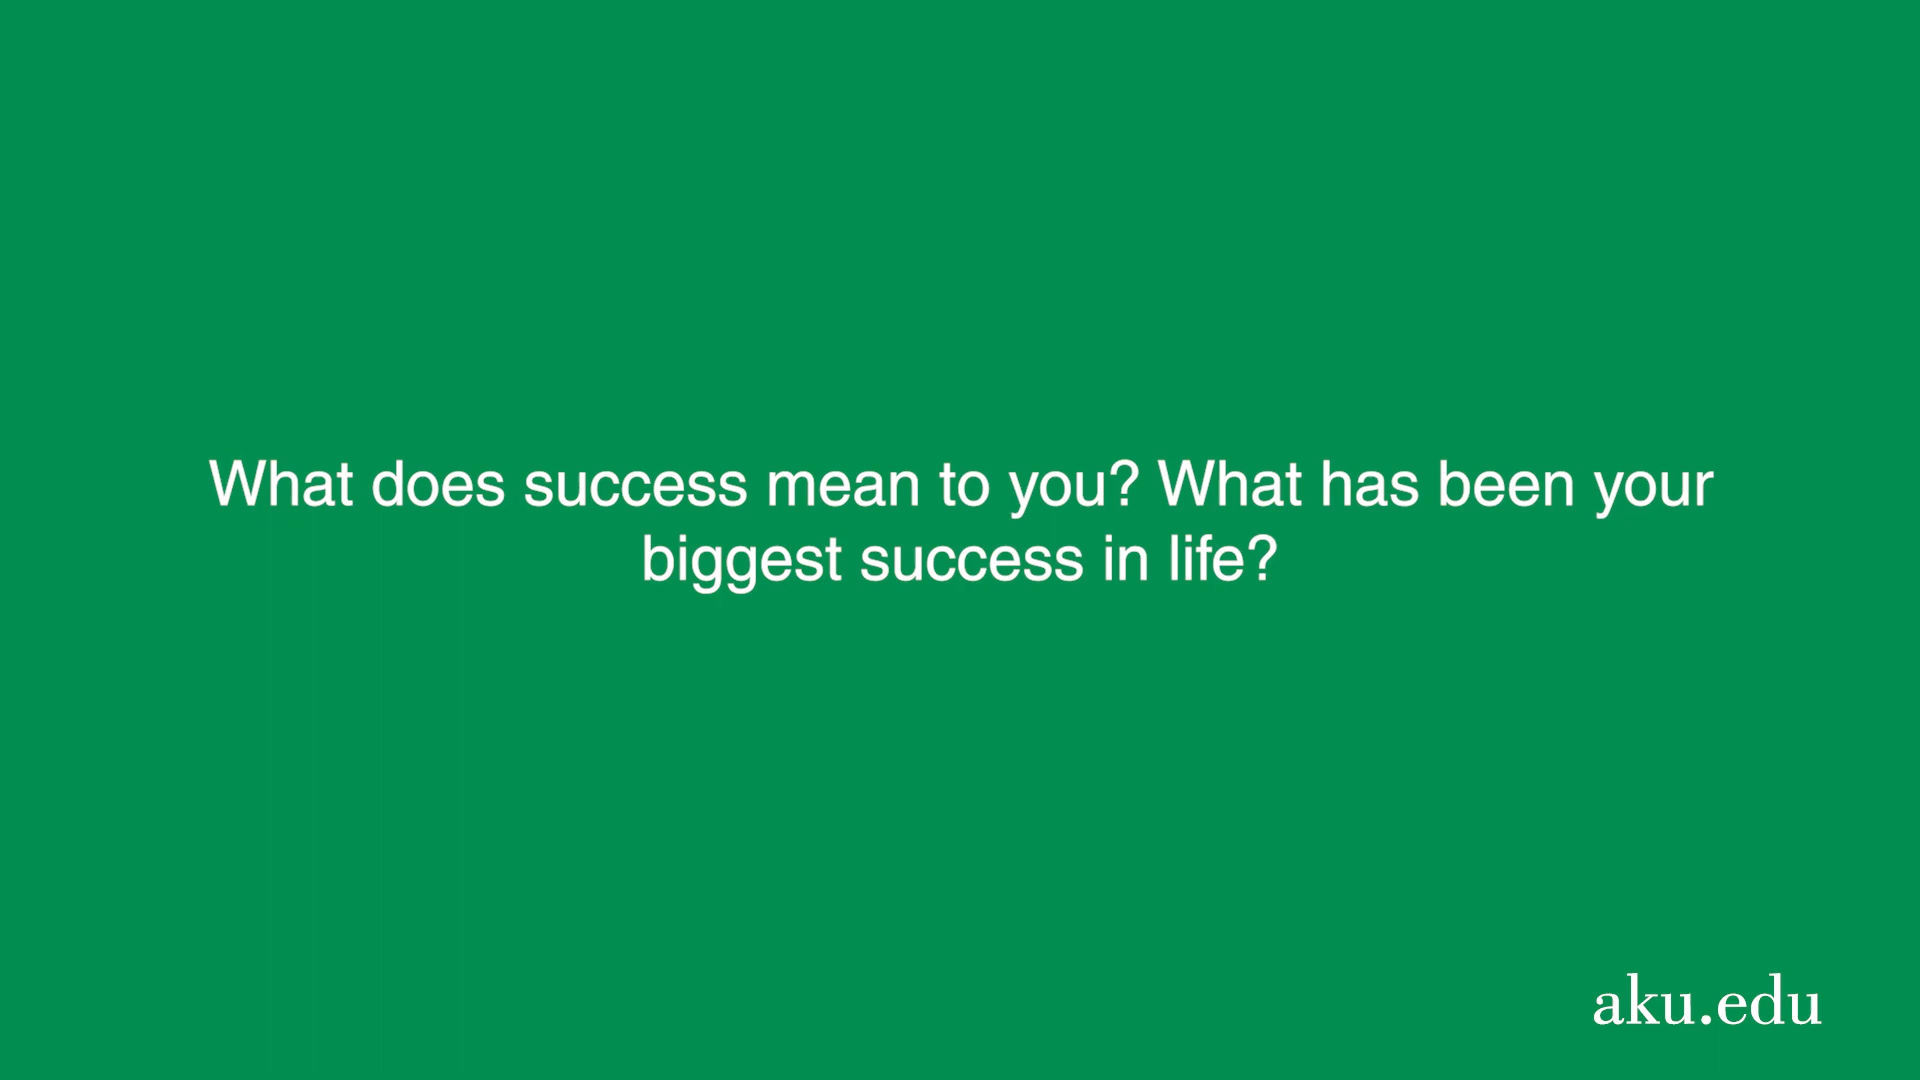 What does success mean to you? What has been your
biggest success in life?
aku.edu